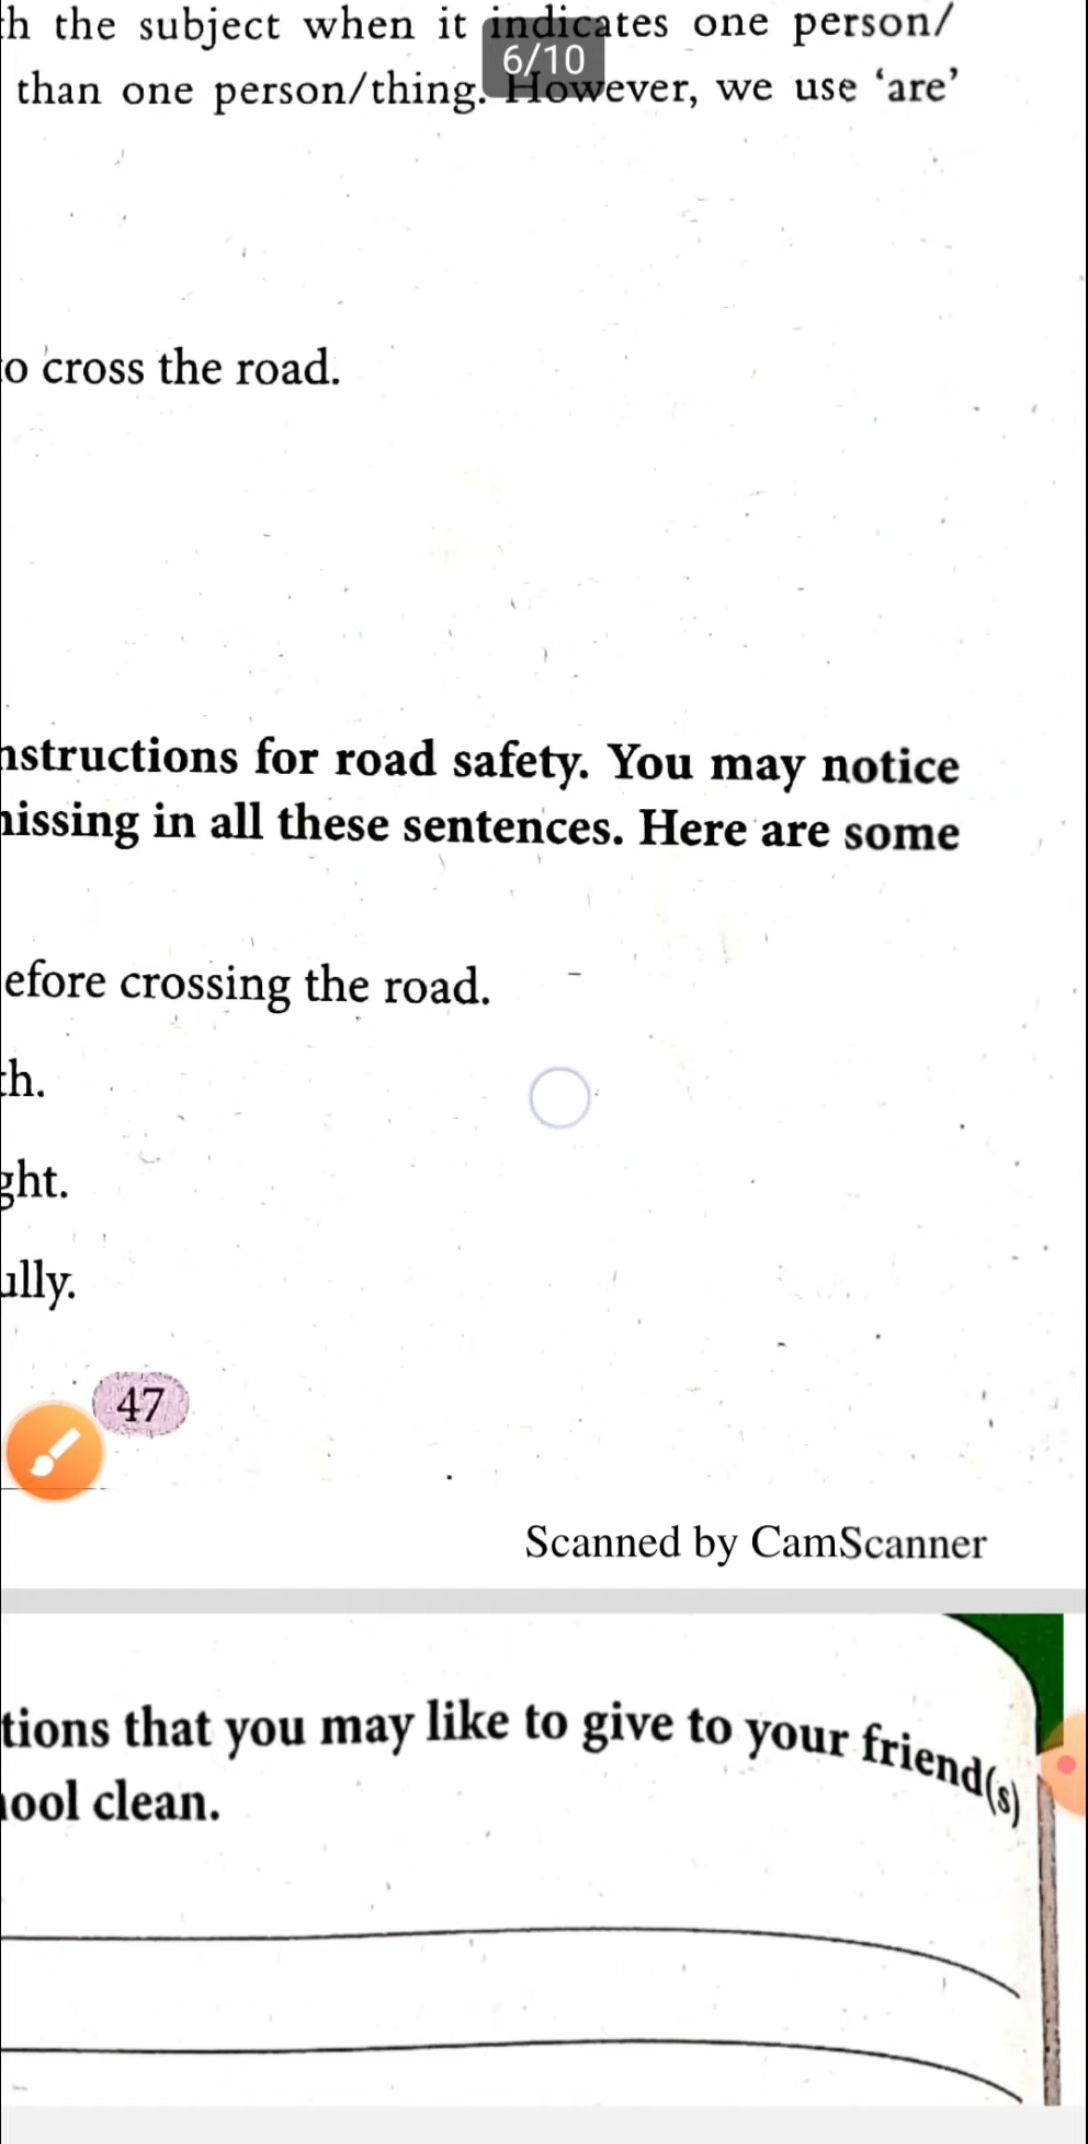 h the subject when it indicates one person/
6/10
than one person/thing. However, we use ‘are’
o cross the road.
nstructions for road safety. You may notice
issing in all these sentences. Here are some
efore crossing the road.
th.
ght.
ully.
47
Scanned by CamScanner
tions that you may like to give to your friend(s)
ool clean.